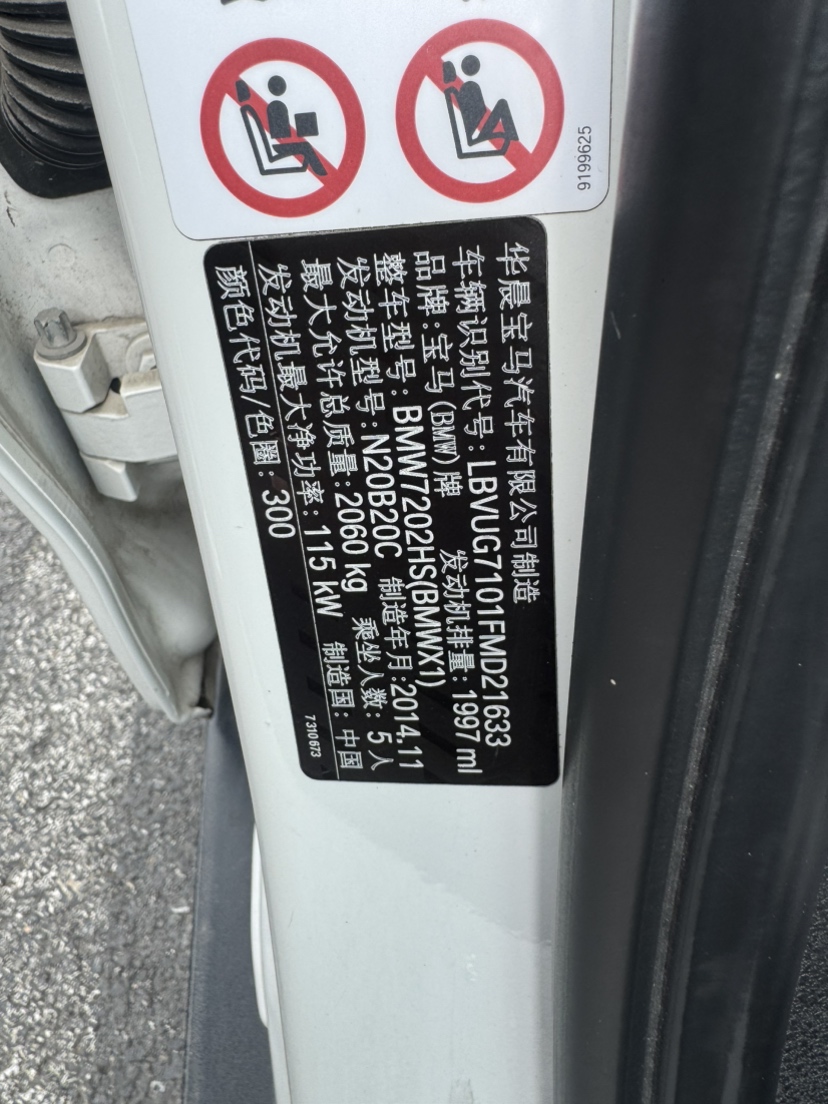 9199625
华晨宝马汽车有限公司制造
车辆识别代号: LBVUG7101FMD21633
品牌: 宝马(BMW)牌 发动机排量: 1997 ml
整车型号: BMW7202HS(BMWX1)
发动机型号: N20B20C 制造年月: 2014.11
最大允许总质量: 2060 kg 乘坐人数: 5 人
发动机最大净功率: 115 kW 制造国: 中国
颜色代码/色圈: 300
7310673